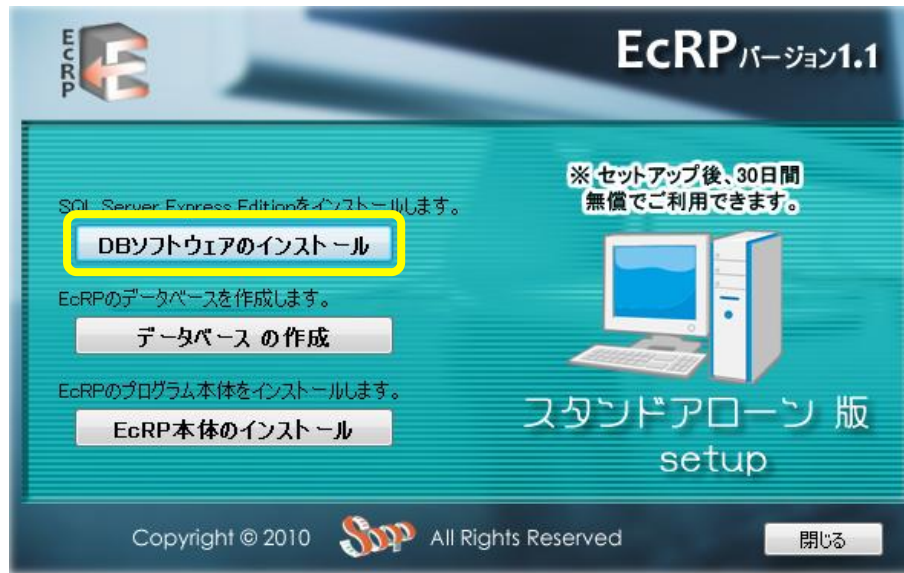 E
C
R
P
EcRPバージョン1.1
※ セットアップ後、30日間
無償でご利用できます。
SQL Server Express Editionをインストールします。
DBソフトウェアのインストール
EcRPのデータベースを作成します。
データベース の作成
EcRPのプログラム本体をインストールします。
EcRP本体のインストール
スタンドアローン 版
setup
Copyright © 2010 Sopp All Rights Reserved
閉じる